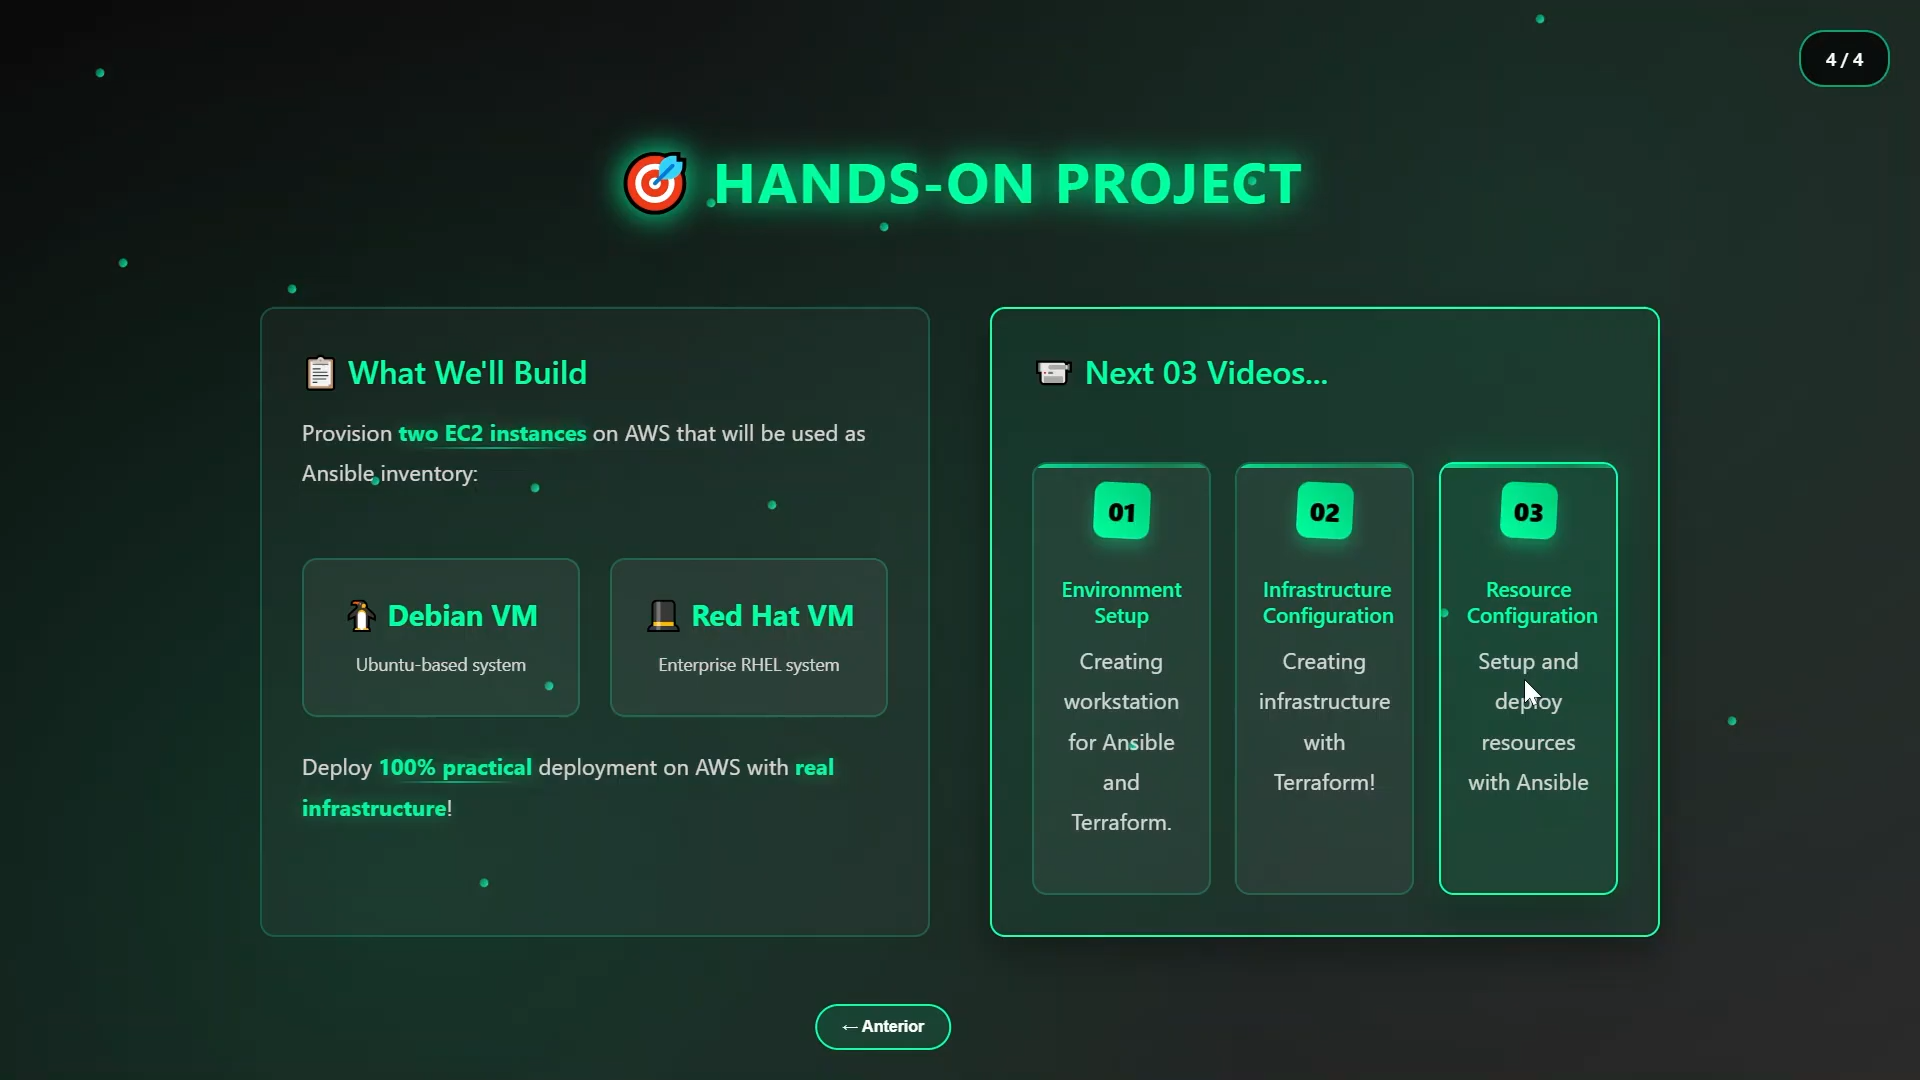 4 / 4
HANDS-ON PROJECT
What We'll Build
Provision two EC2 instances on AWS that will be used as
Ansible inventory:
Debian VM
Ubuntu-based system
Red Hat VM
Enterprise RHEL system
Deploy 100% practical deployment on AWS with real
infrastructure!
Next 03 Videos...
01
Environment
Setup
Creating
workstation
for Ansible
and
Terraform.
02
Infrastructure
Configuration
Creating
infrastructure
with
Terraform!
03
Resource
Configuration
Setup and
deploy
resources
with Ansible
← Anterior